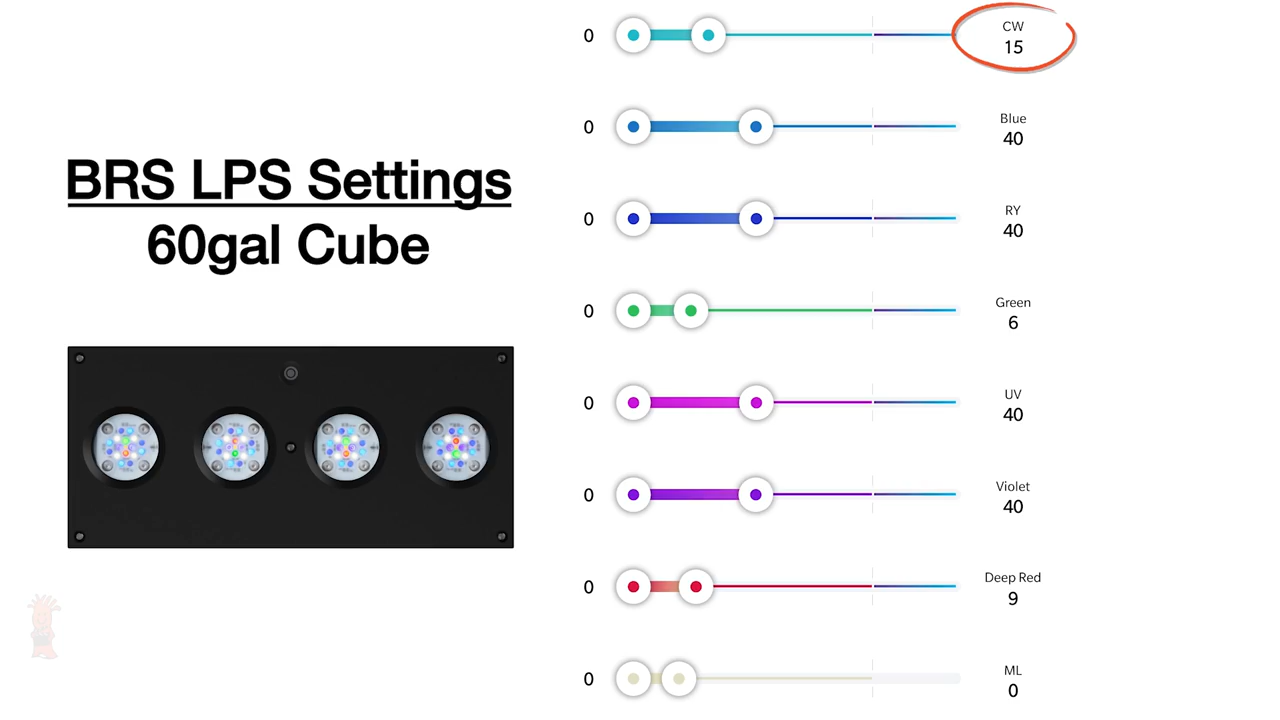 BRS LPS Settings
60gal Cube
0 CW 15
0 Blue 40
0 RY 40
0 Green 6
0 UV 40
0 Violet 40
0 Deep Red 9
0 ML 0